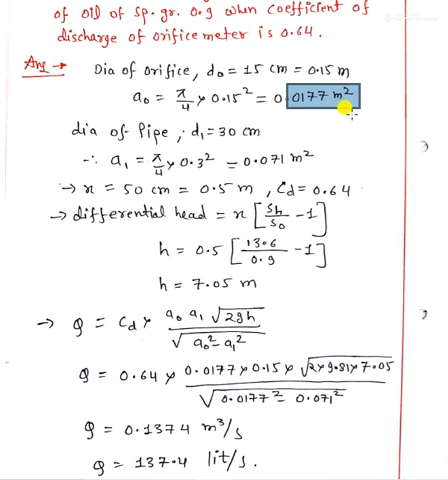 of oil of sp. gr. 0.9 when coefficient of
discharge of orifice meter is 0.64.
Ans → Dia of orifice, d₀ = 15 cm = 0.15 m
a₀ = π/4 × 0.15² = 0.0177 m²
dia of Pipe, d₁ = 30 cm
∴ a₁ = π/4 × 0.3² = 0.071 m²
→ x = 50 cm = 0.5 m, Cd = 0.64
→ differential head = x [Sh/So - 1]
h = 0.5 [1306/0.9 - 1]
h = 7.05 m
→ Q = Cd × a₀ a₁ √2gh / √a₀² - a₁²
Q = 0.64 × 0.0177 × 0.15 × √2×9.81×7.05 / √0.0177² - 0.071²
Q = 0.1374 m³/s
Q = 137.4 lit/s.